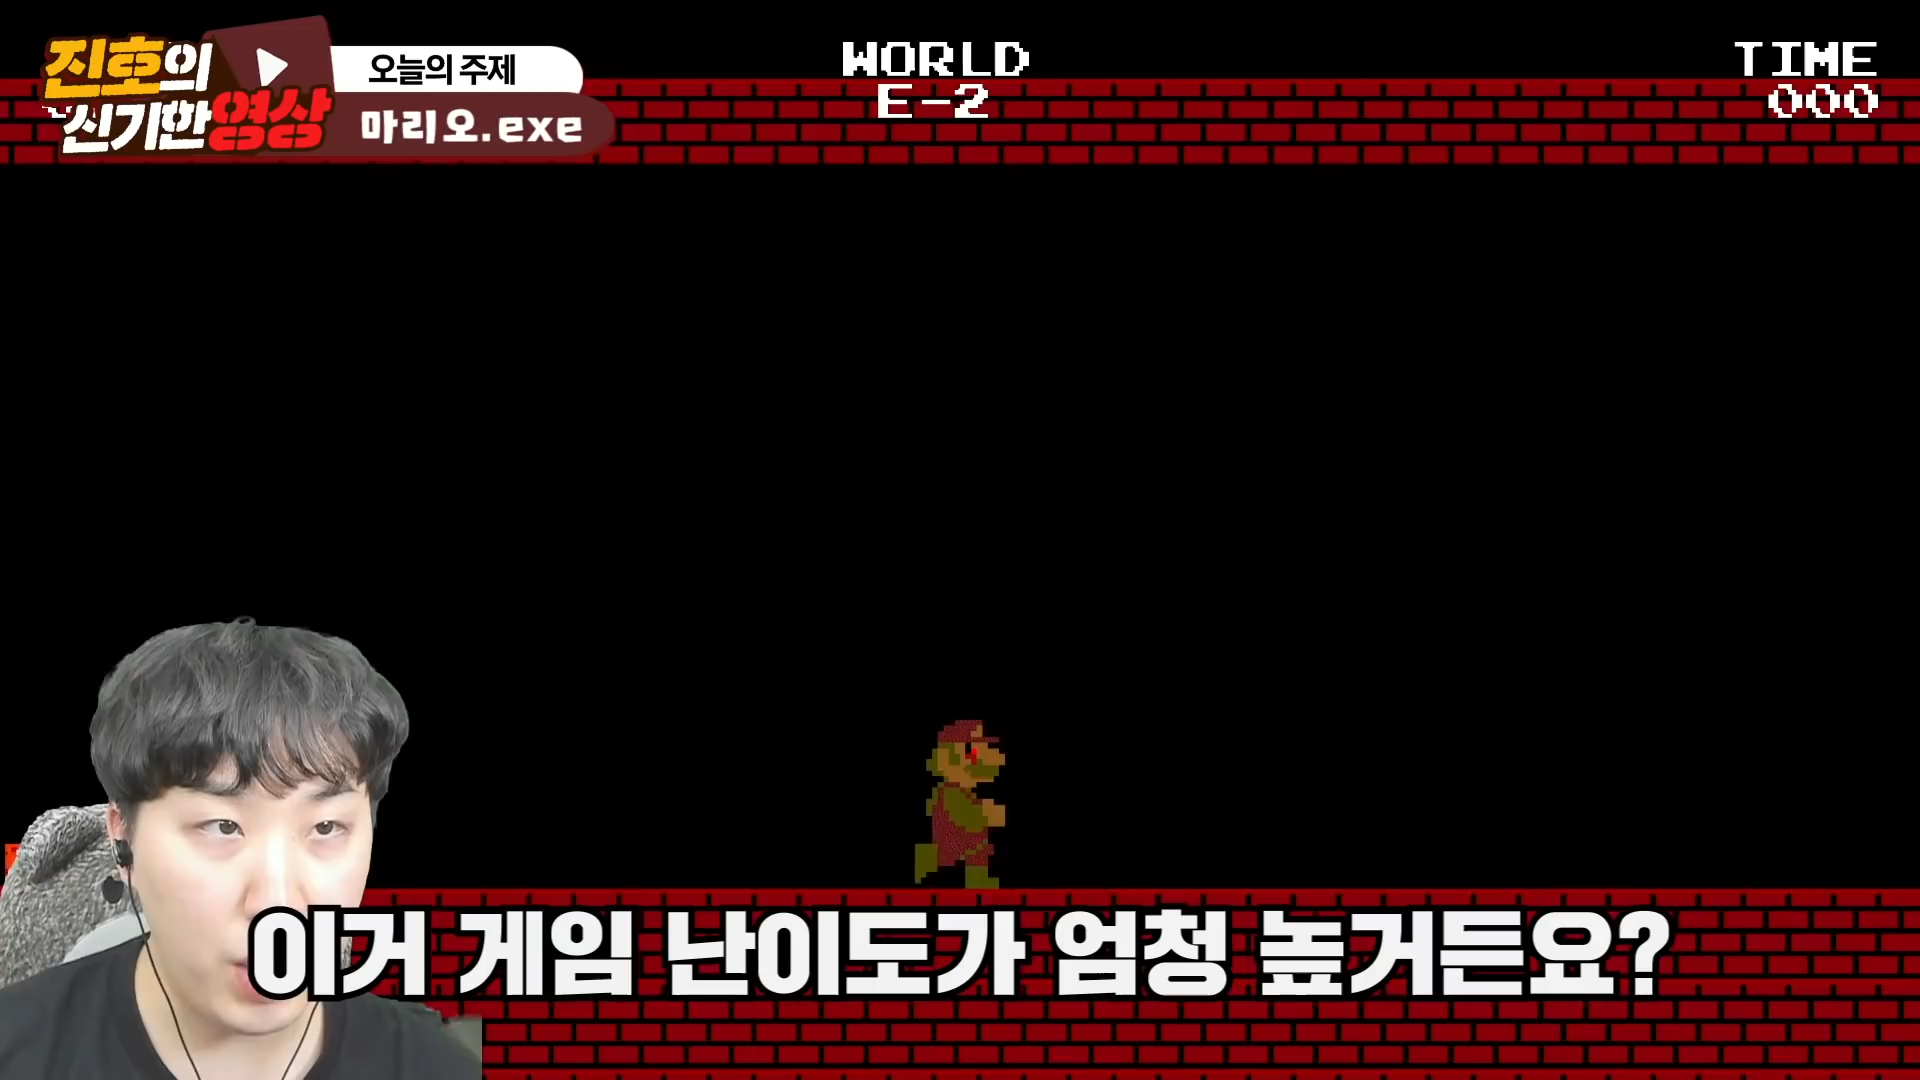 진호의
신기한 영상
오늘의 주제
마리오.exe
WORLD
E-2
TIME
000
이거 게임 난이도가 엄청 높거든요?